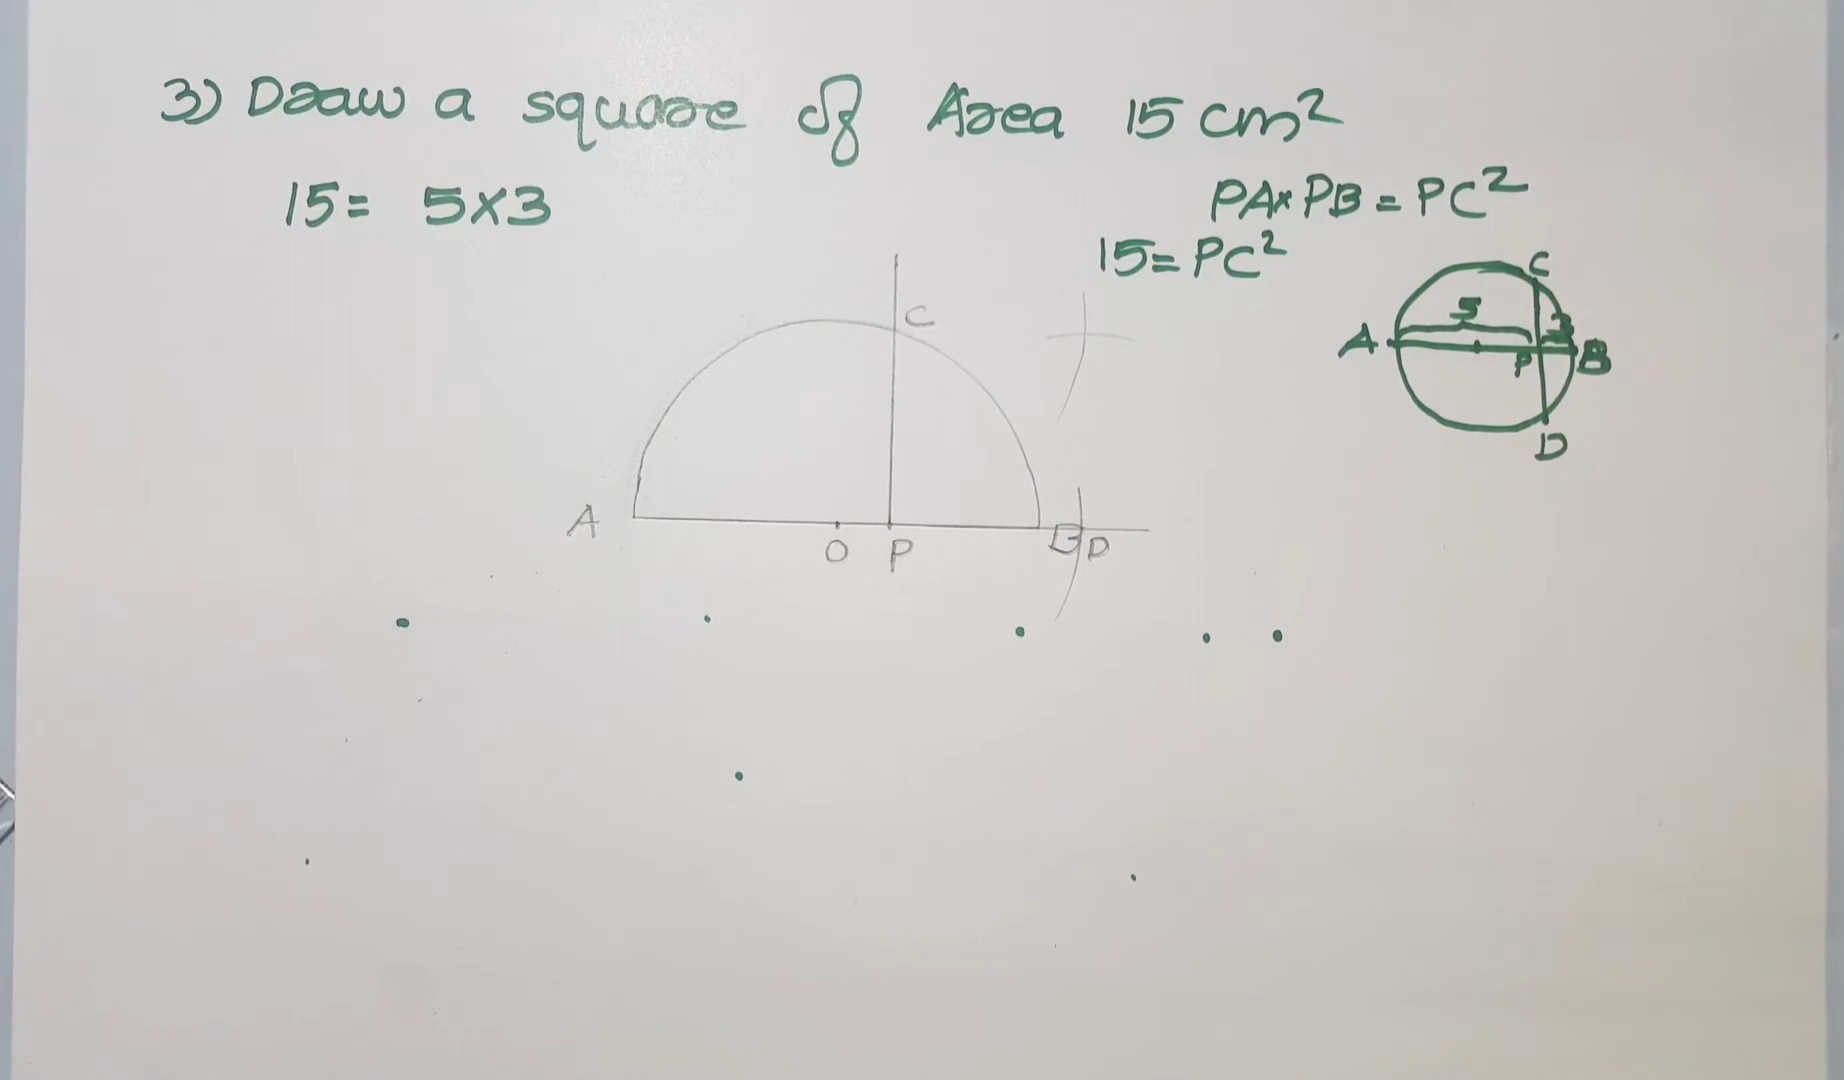 3) Draw a square of Area 15 cm²
15 = 5×3
PA×PB = PC²
15 = PC²
C
5 3
A P B
D
C
A O P B D